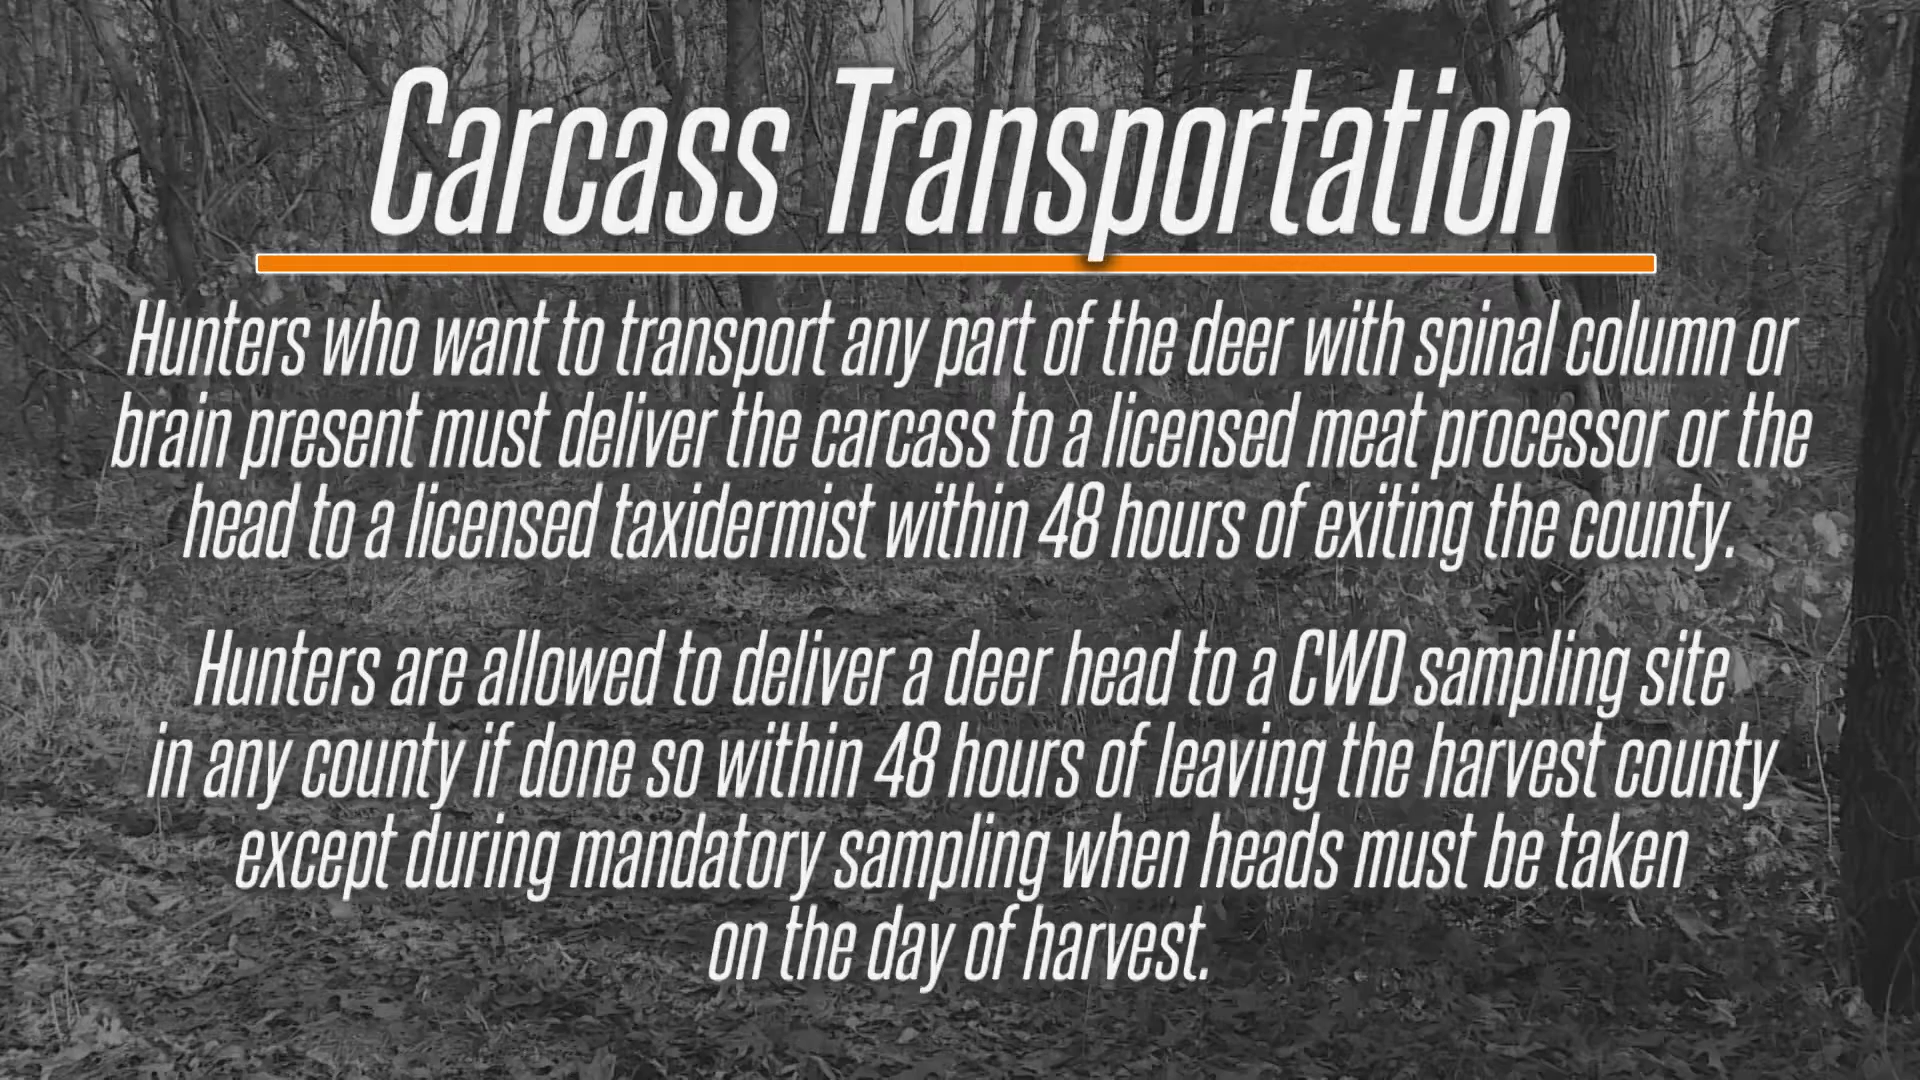 Carcass Transportation
Hunters who want to transport any part of the deer with spinal column or
brain present must deliver the carcass to a licensed meat processor or the
head to a licensed taxidermist within 48 hours of exiting the county.
Hunters are allowed to deliver a deer head to a CWD sampling site
in any county if done so within 48 hours of leaving the harvest county
except during mandatory sampling when heads must be taken
on the day of harvest.